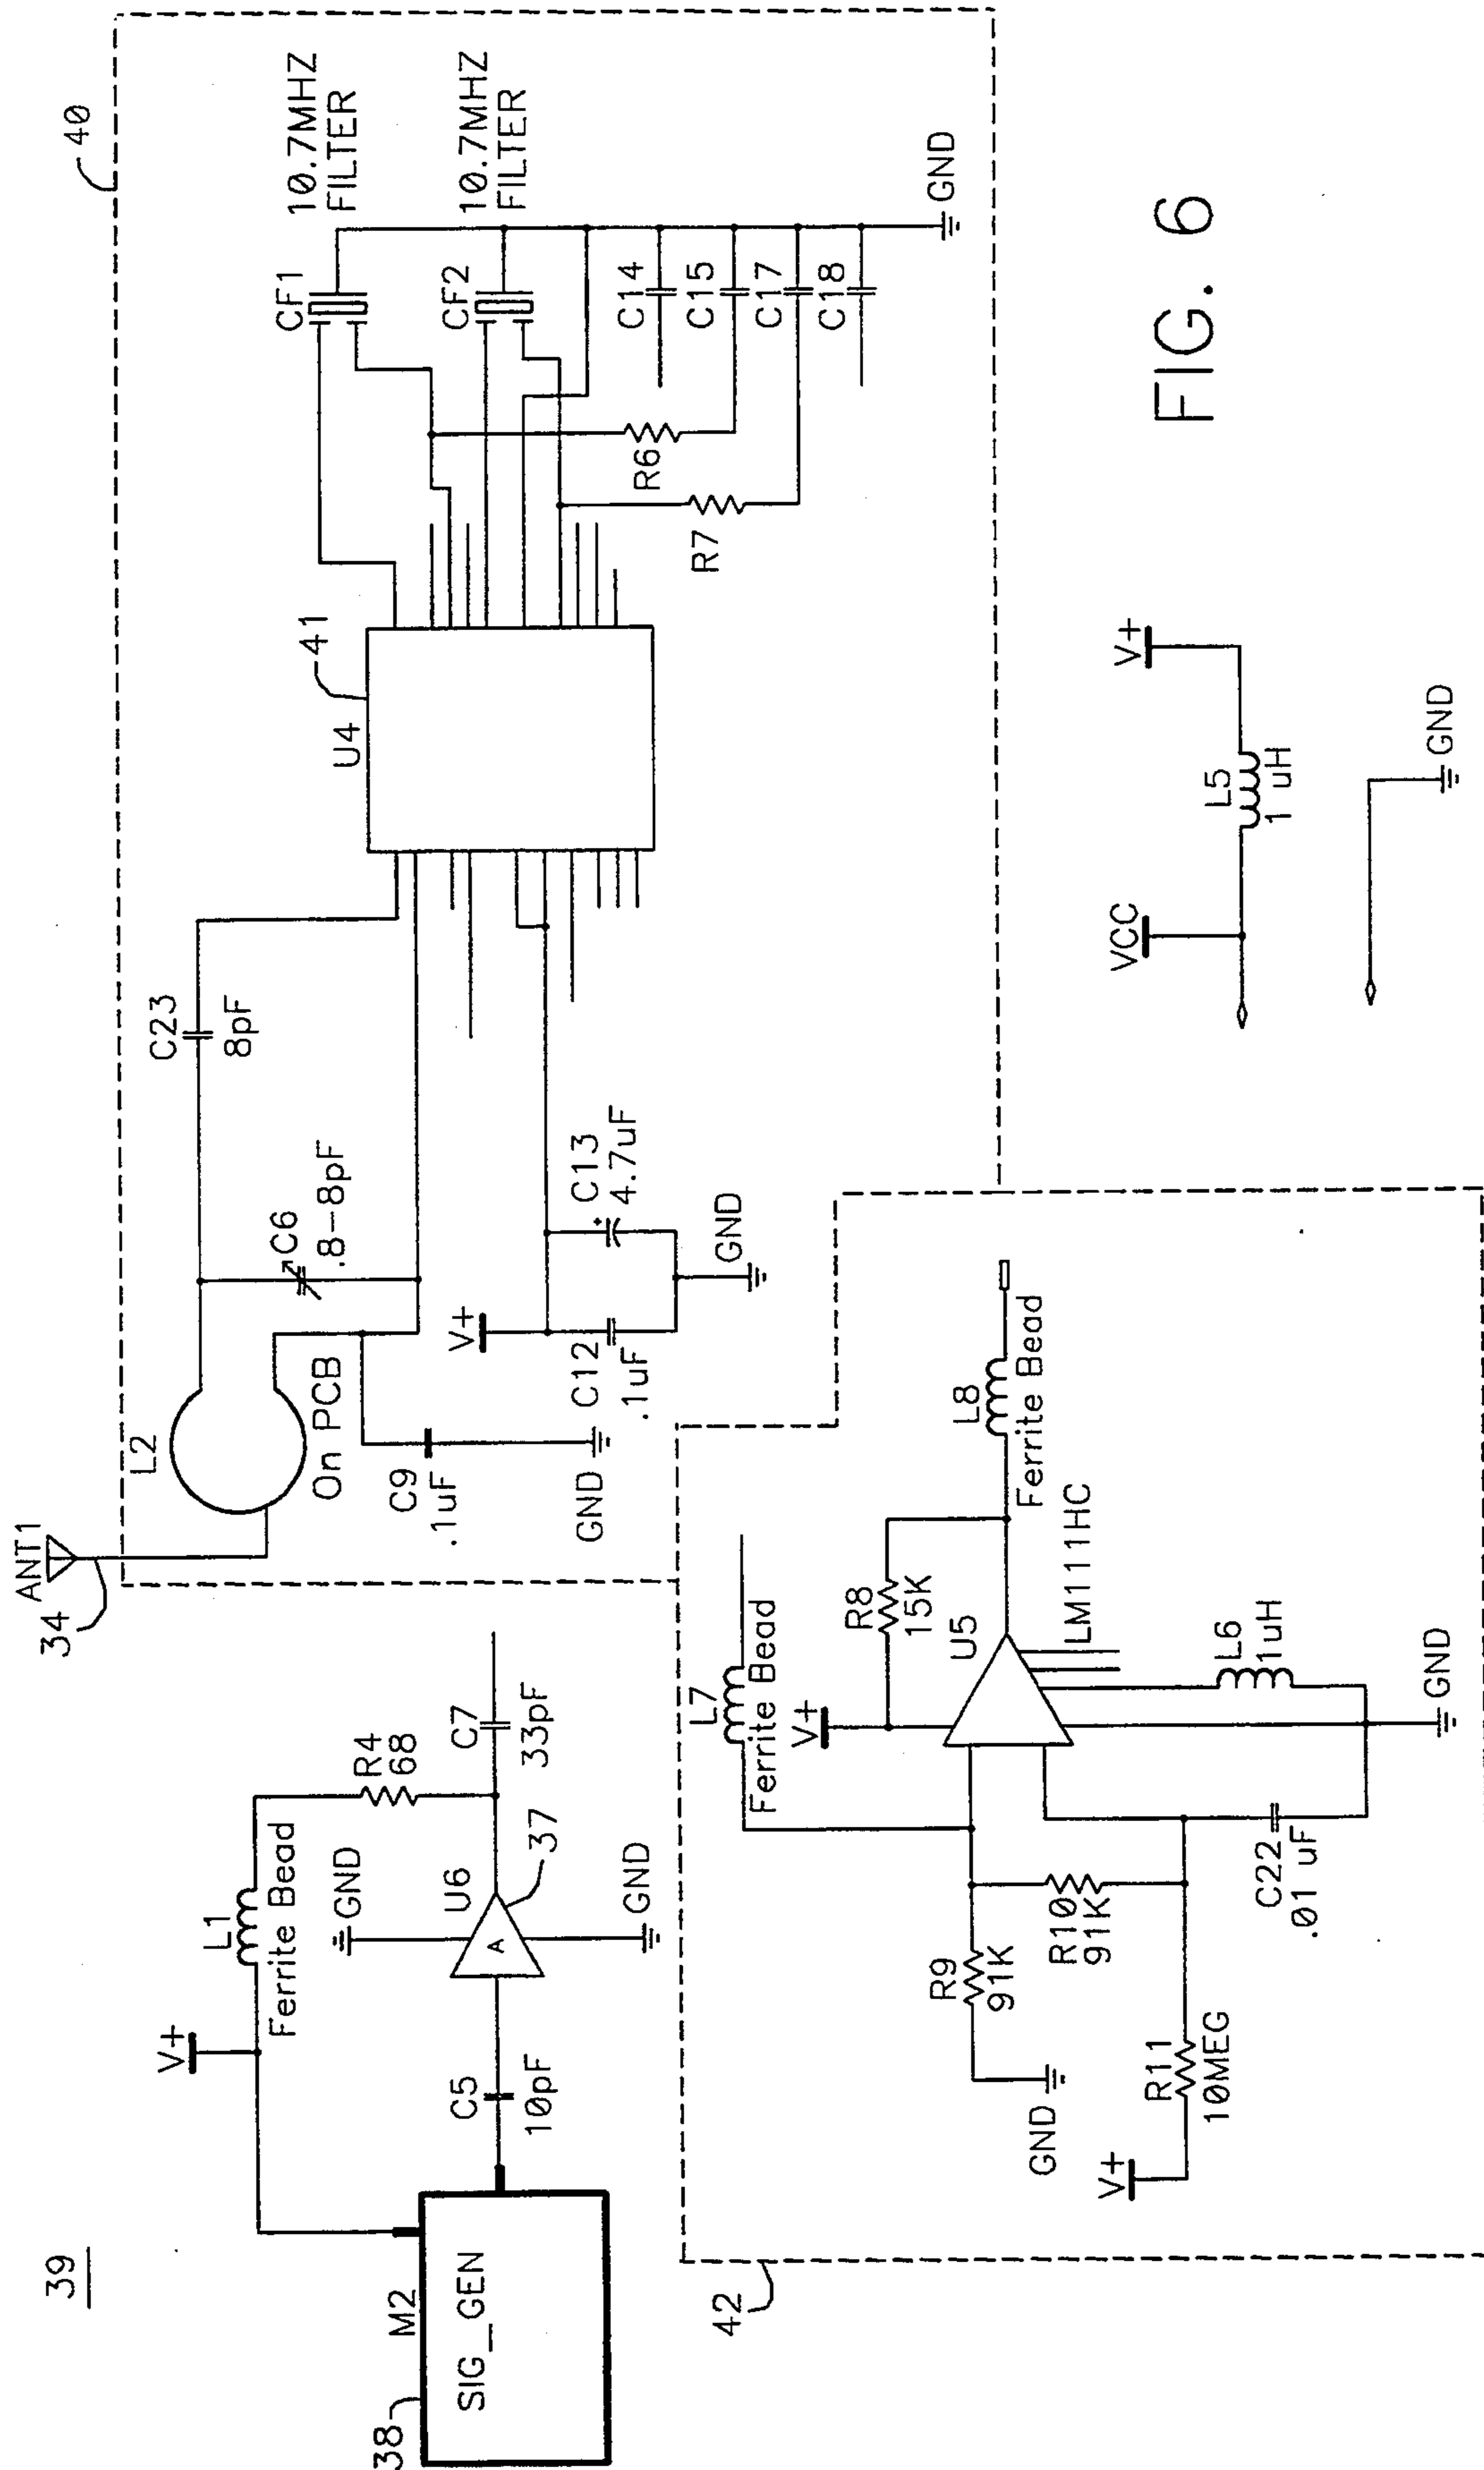 39
38
M2
SIG_GEN
V+
L1
Ferrite Bead
C5
10pF
GND
U6
A
37
GND
R4
68
C7
33pF
ANT1
34
40
L2
On PCB
C9
.1uF
GND
C6
.8-8pF
C23
8pF
V+
C12
.1uF
C13
4.7uF
GND
U4
41
CF1
10.7MHZ
FILTER
CF2
10.7MHZ
FILTER
R6
R7
C14
C15
C17
C18
GND
42
L7
Ferrite Bead
V+
R8
15K
U5
LM111HC
L8
Ferrite Bead
L6
1uH
GND
R9
91K
GND
R10
91K
C22
.01 uF
R11
10MEG
V+
VCC
L5
1 uH
V+
GND
FIG. 6